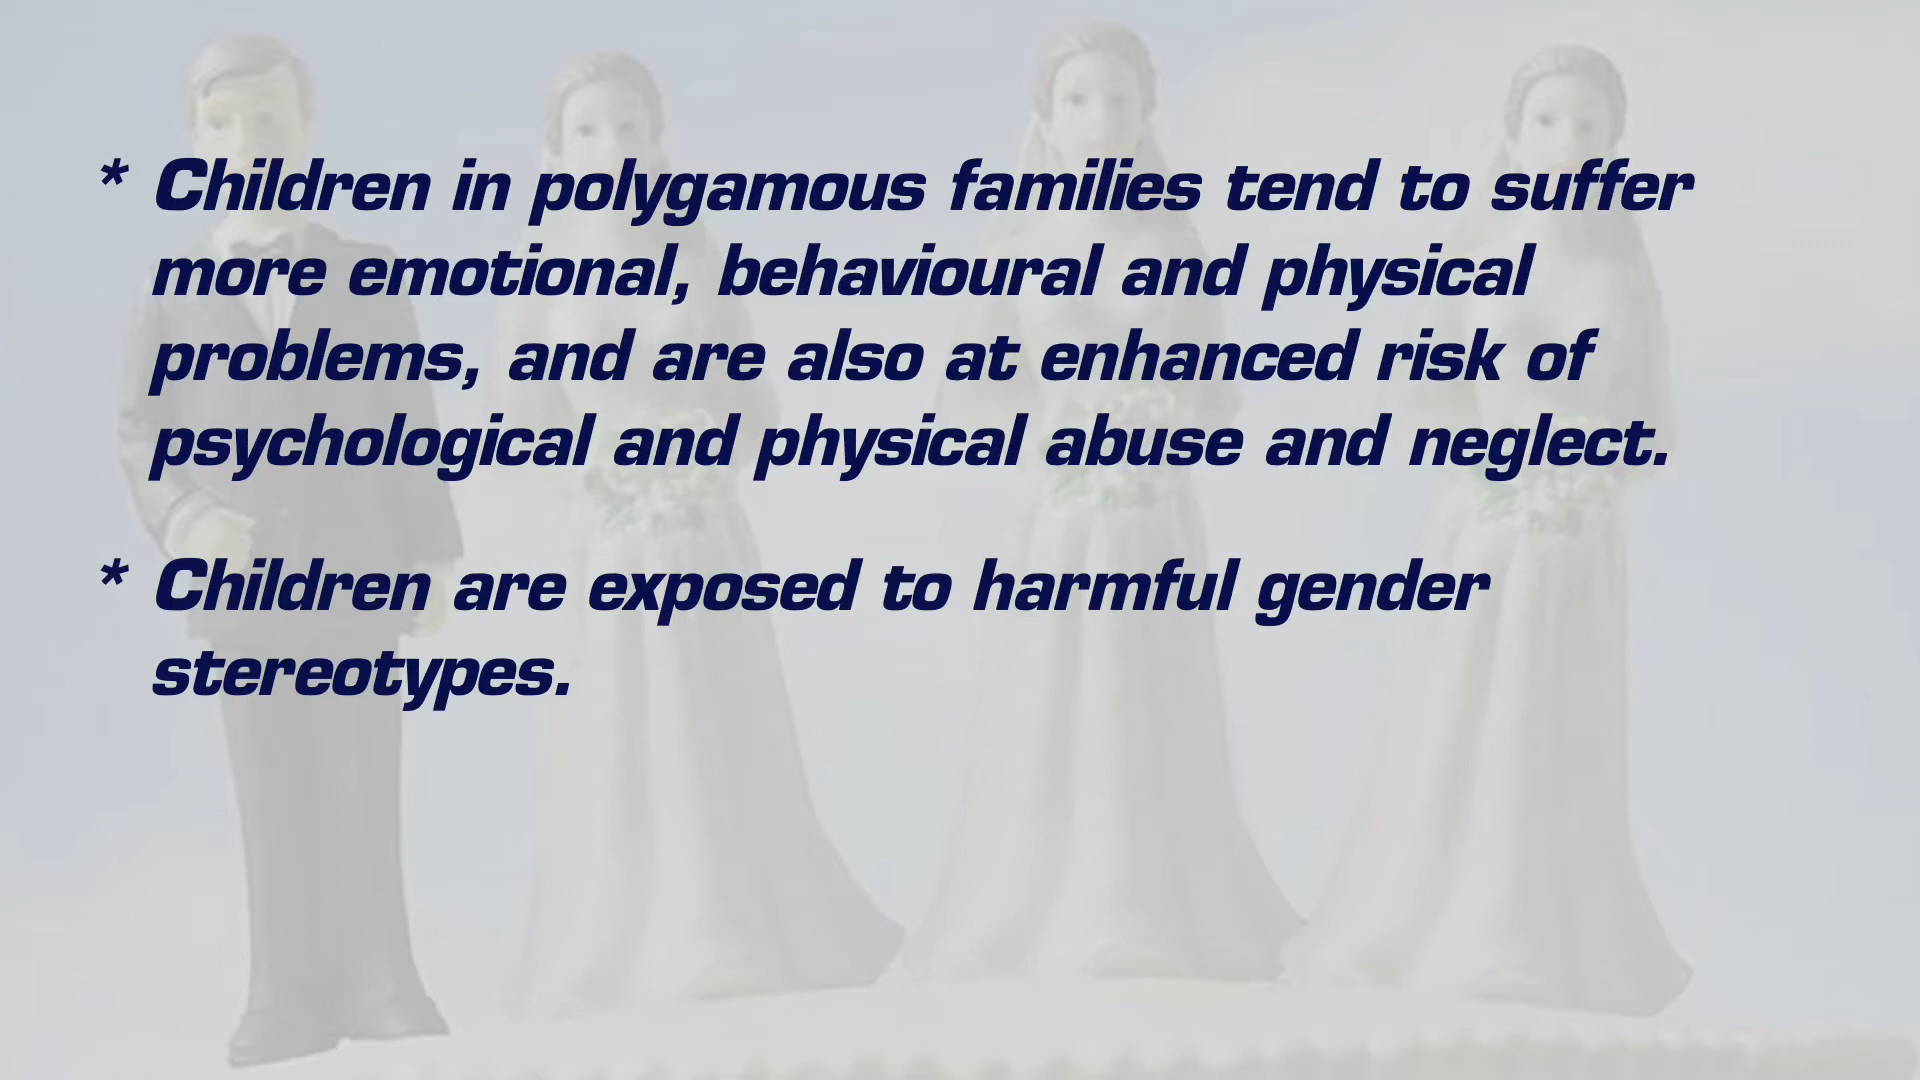 * Children in polygamous families tend to suffer
more emotional, behavioural and physical
problems, and are also at enhanced risk of
psychological and physical abuse and neglect.
* Children are exposed to harmful gender
stereotypes.